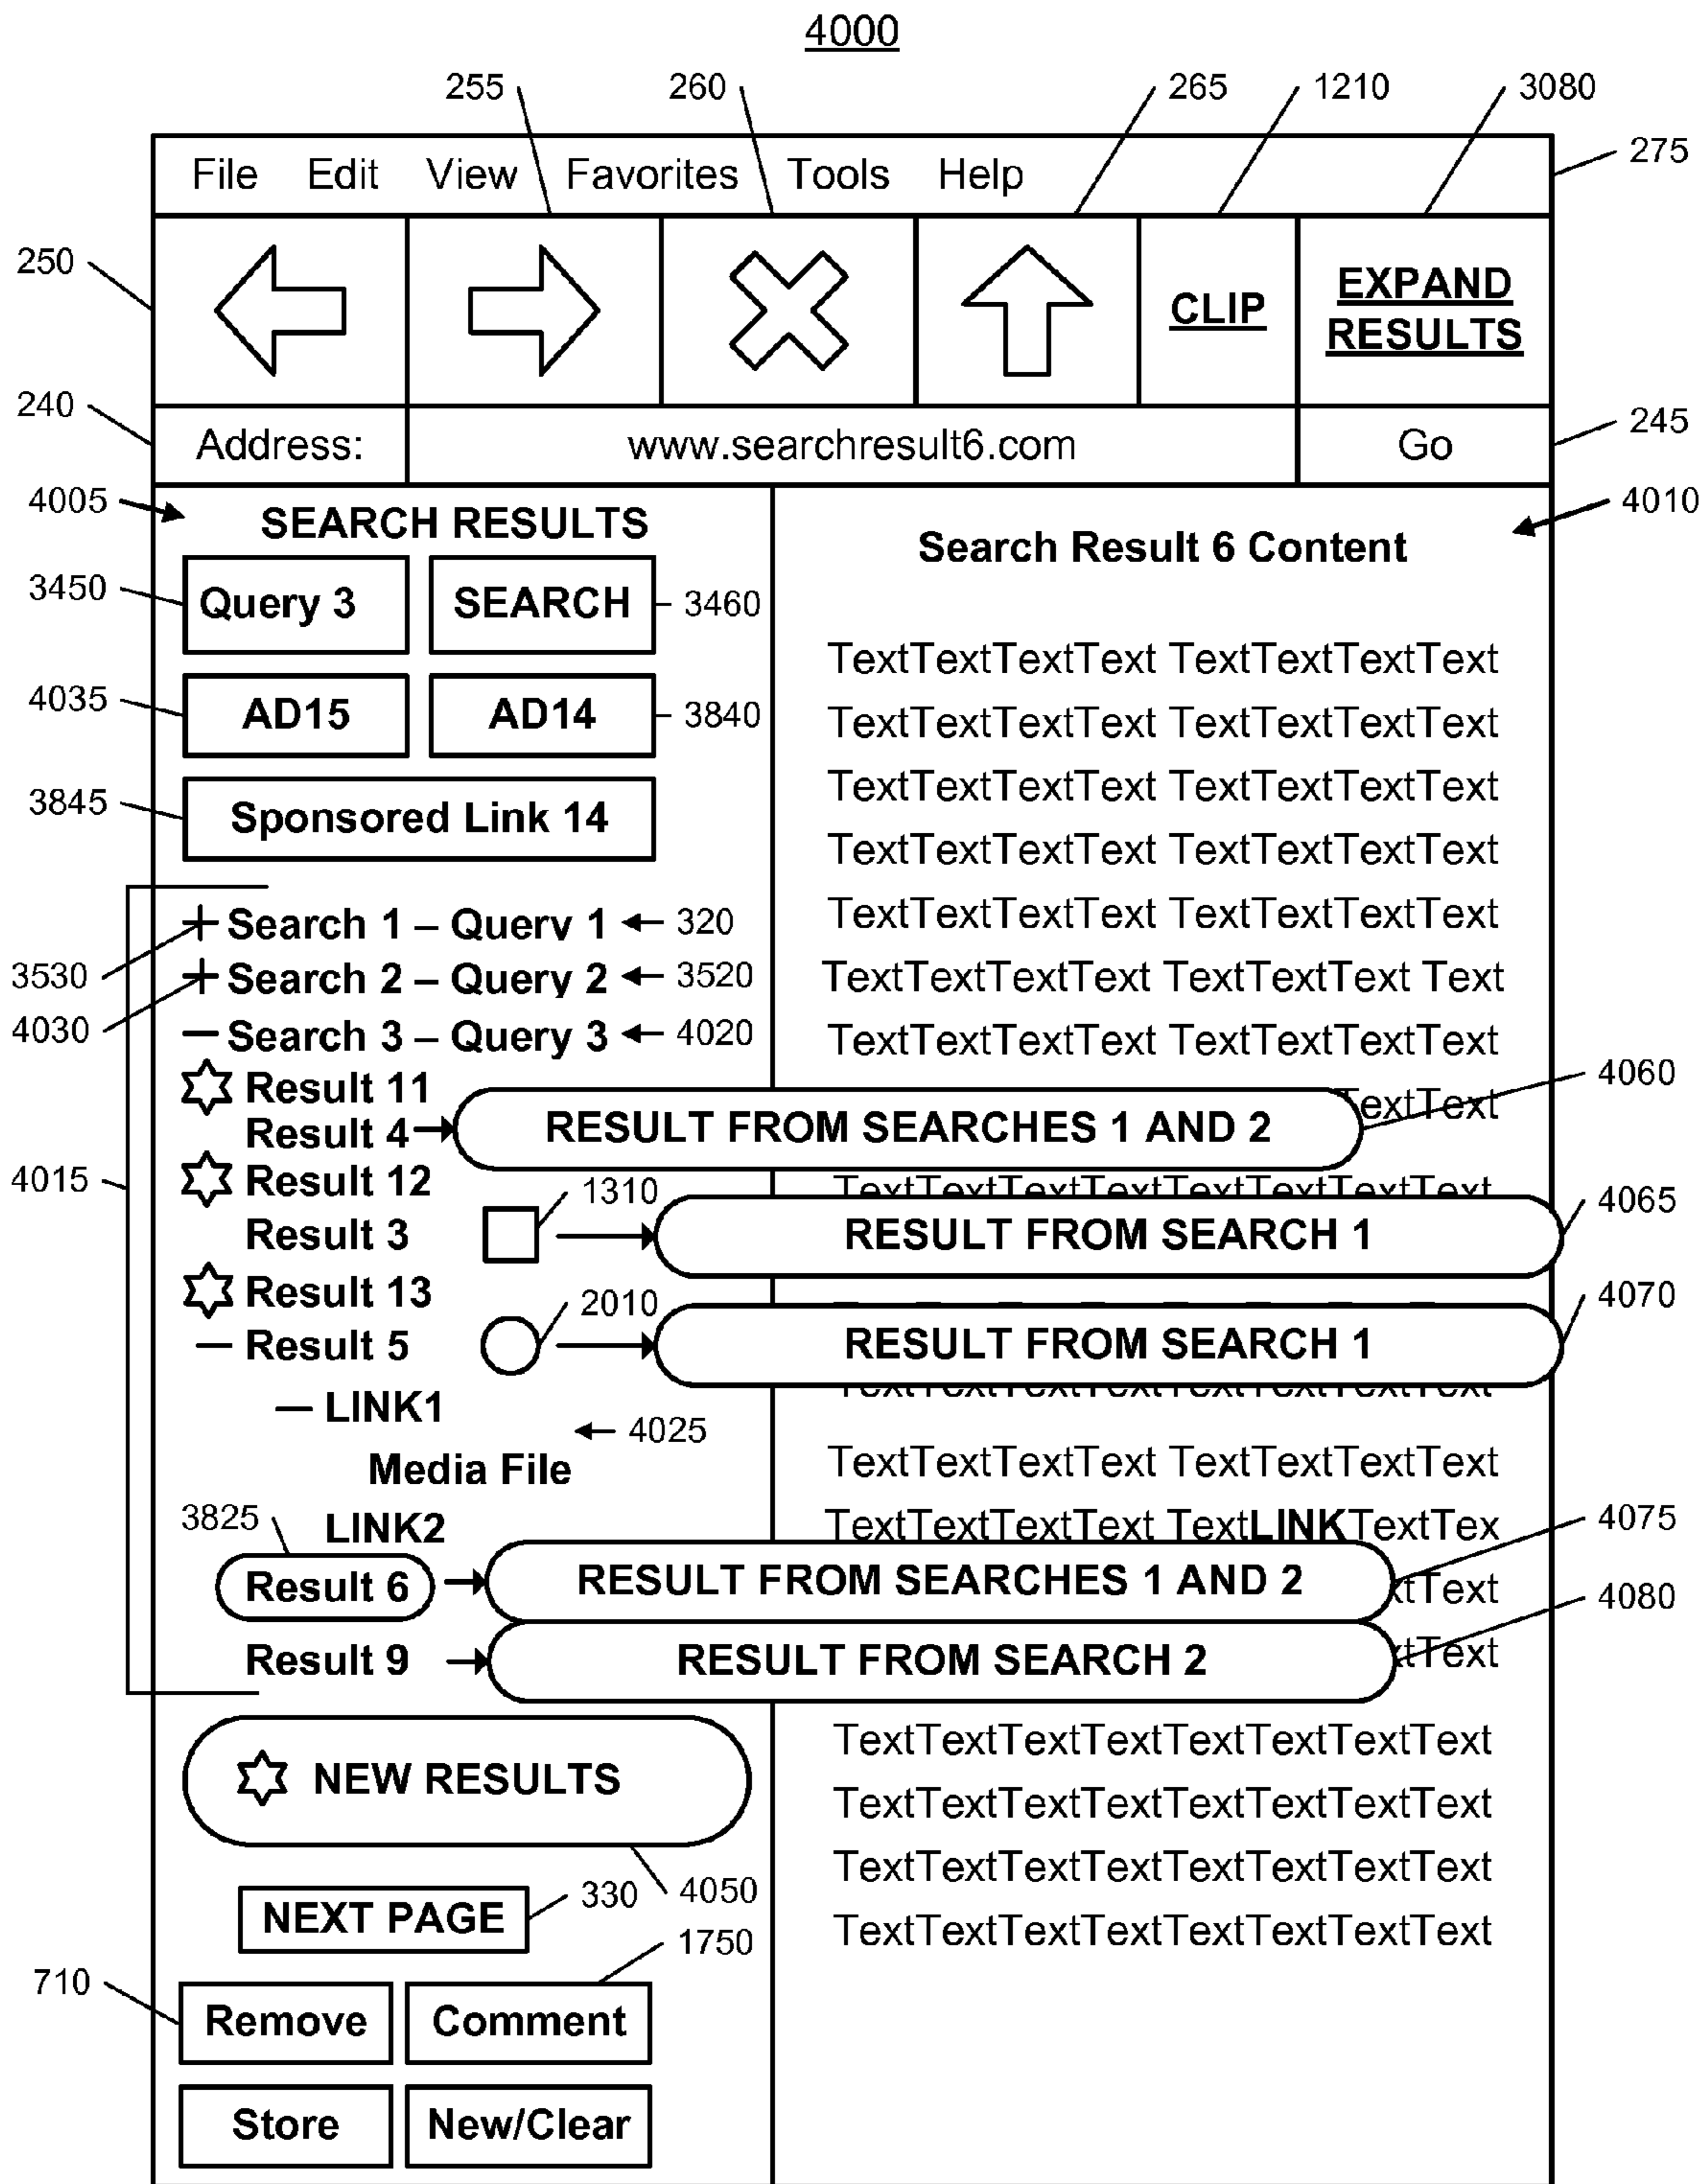 4000
255 260 265 1210 3080
File Edit View Favorites Tools Help 275
250 CLIP EXPAND
RESULTS
240 Address: www.searchresult6.com Go 245
4005 SEARCH RESULTS 4010
Search Result 6 Content
3450 Query 3 SEARCH 3460
TextTextTextText TextTextTextText
4035 AD15 AD14 3840
TextTextTextText TextTextTextText
TextTextTextText TextTextTextText
3845 Sponsored Link 14
TextTextTextText TextTextTextText
+ Search 1 – Query 1 320 TextTextTextText TextTextTextText
3530 + Search 2 – Query 2 3520 TextTextTextText TextTextText Text
4030 – Search 3 – Query 3 4020 TextTextTextText TextTextTextText
Result 11 extText 4060
Result 4 RESULT FROM SEARCHES 1 AND 2
4015 Result 12 1310 TextTextTextTextTextTextTextText
Result 3 RESULT FROM SEARCH 1 4065
Result 13 2010 4070
– Result 5 RESULT FROM SEARCH 1
– LINK1 TextTextTextTextTextTextTextText
4025
Media File TextTextTextText TextTextTextText
3825 LINK2 TextTextTextText TextLINKTextTex 4075
Result 6 RESULT FROM SEARCHES 1 AND 2 xtText 4080
Result 9 RESULT FROM SEARCH 2 xtText
TextTextTextTextTextTextTextText
NEW RESULTS
TextTextTextTextTextTextTextText
TextTextTextTextTextTextTextText
330 4050
NEXT PAGE TextTextTextTextTextTextTextText
1750
710 Remove Comment
Store New/Clear